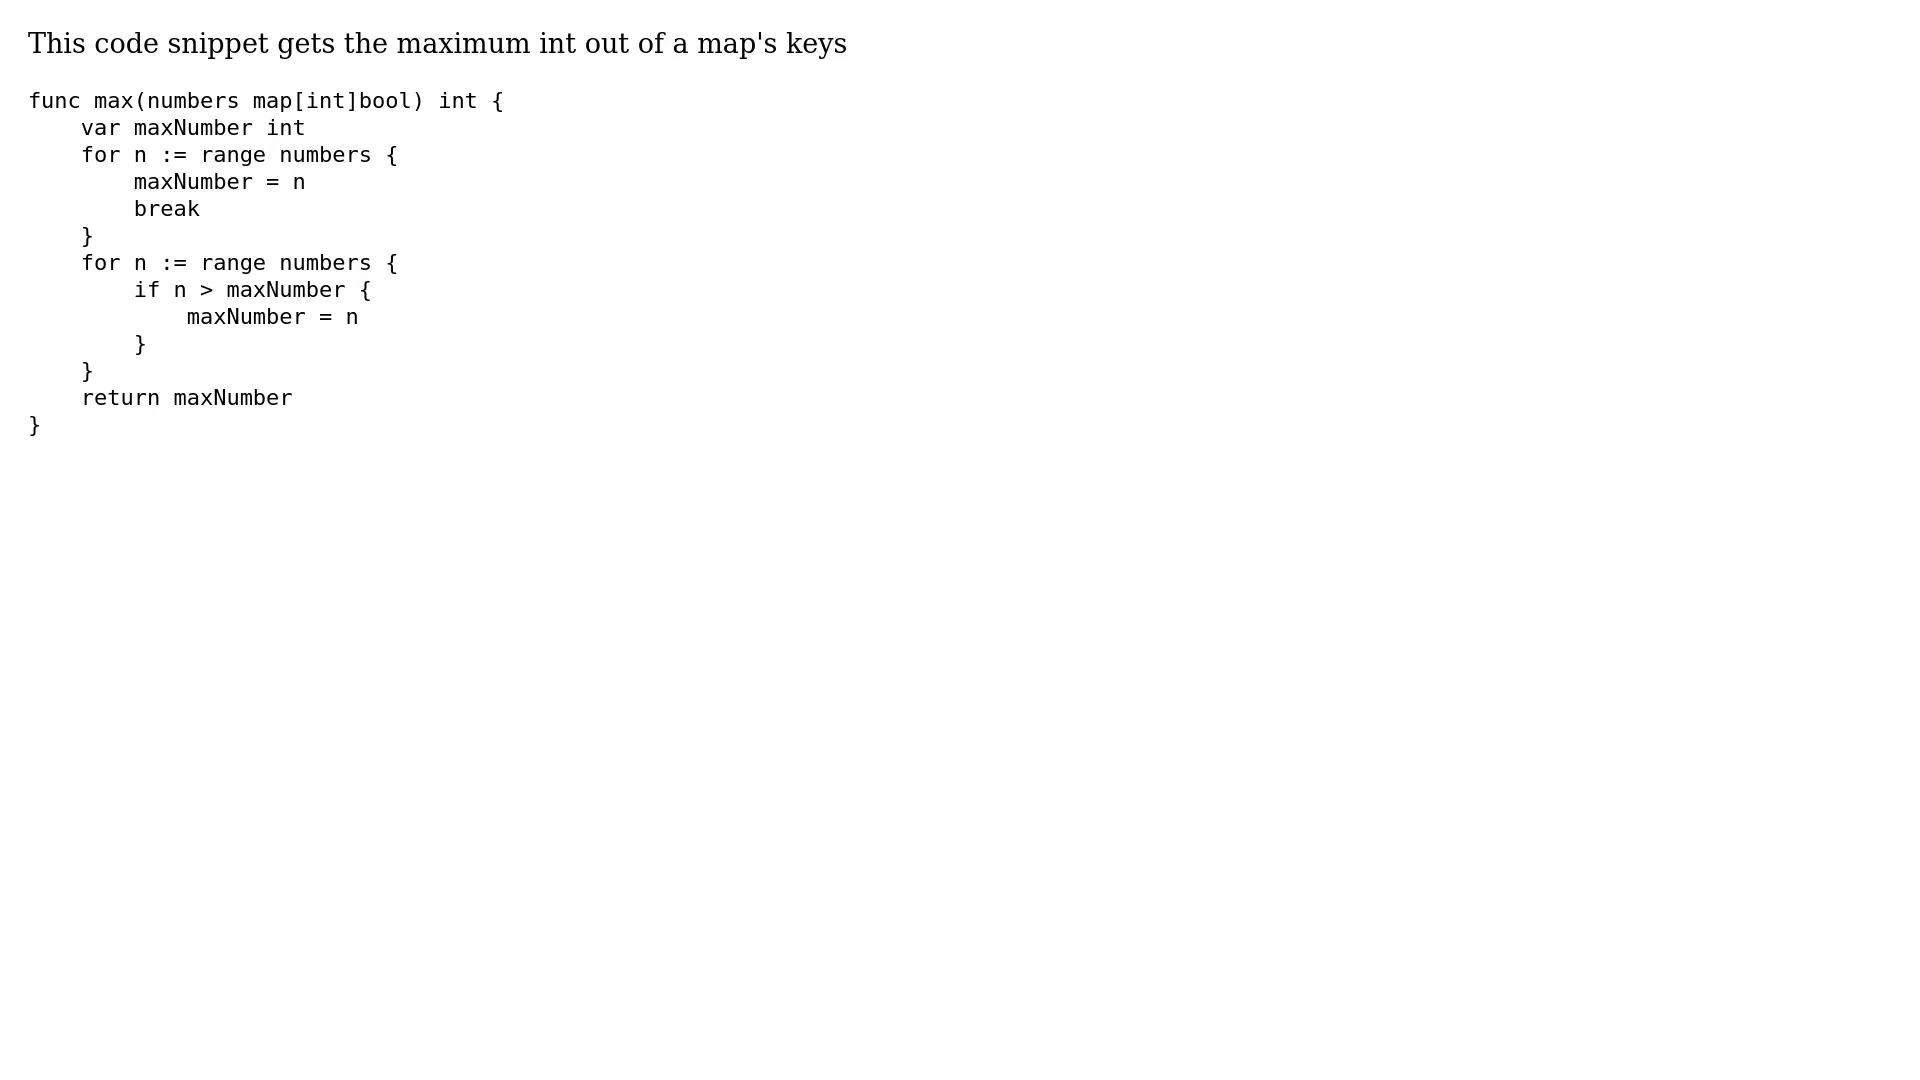 This code snippet gets the maximum int out of a map's keys
func max(numbers map[int]bool) int {
    var maxNumber int
    for n := range numbers {
        maxNumber = n
        break
    }
    for n := range numbers {
        if n > maxNumber {
            maxNumber = n
        }
    }
    return maxNumber
}